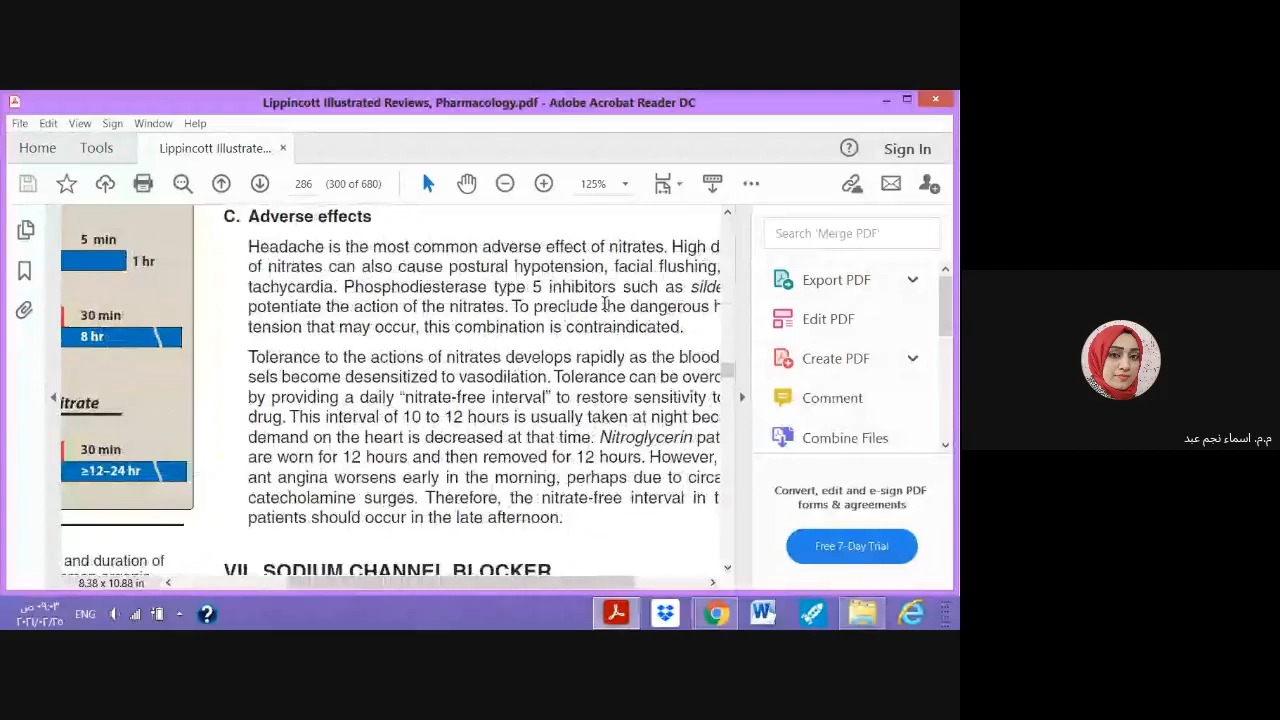 Lippincott Illustrated Reviews, Pharmacology.pdf - Adobe Acrobat Reader DC
File Edit View Sign Window Help
Home Tools Lippincott Illustrate... × Sign In
286 (300 of 680) 125%
C. Adverse effects
Headache is the most common adverse effect of nitrates. High d
of nitrates can also cause postural hypotension, facial flushing,
tachycardia. Phosphodiesterase type 5 inhibitors such as silde
potentiate the action of the nitrates. To preclude the dangerous h
tension that may occur, this combination is contraindicated.
Tolerance to the actions of nitrates develops rapidly as the blood
sels become desensitized to vasodilation. Tolerance can be overc
by providing a daily “nitrate-free interval” to restore sensitivity to
drug. This interval of 10 to 12 hours is usually taken at night bec
demand on the heart is decreased at that time. Nitroglycerin pat
are worn for 12 hours and then removed for 12 hours. However,
ant angina worsens early in the morning, perhaps due to circa
catecholamine surges. Therefore, the nitrate-free interval in t
patients should occur in the late afternoon.
VII. SODIUM CHANNEL BLOCKER
5 min
1 hr
30 min
8 hr
itrate
30 min
≥12–24 hr
and duration of
8.38 x 10.88 in
Search 'Merge PDF'
Export PDF
Edit PDF
Create PDF
Comment
Combine Files
Convert, edit and e-sign PDF
forms & agreements
Free 7-Day Trial
م.م. اسماء نجم عبد
ENG
٠٩:٠٣ ص
٢٠٢١/٠٢/٢٥